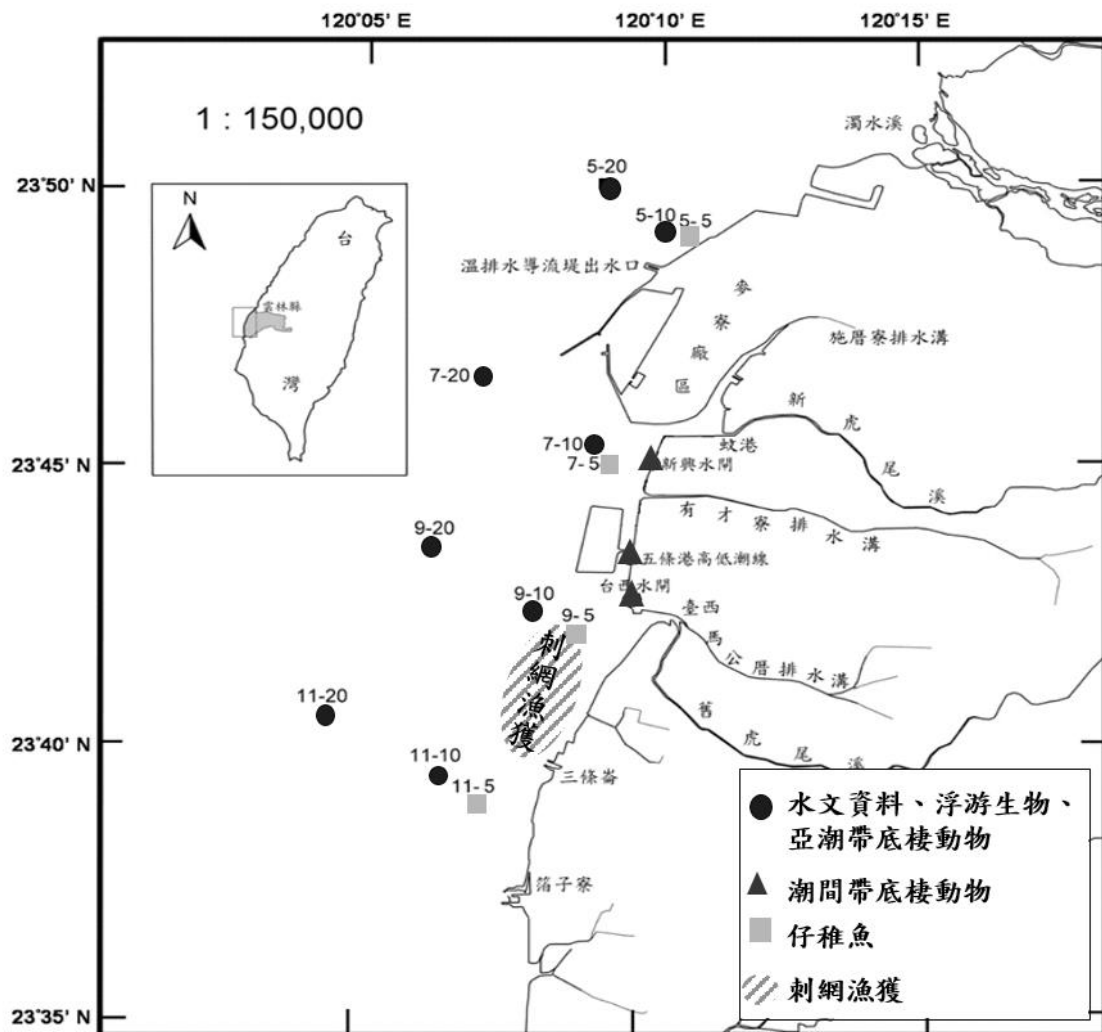 120°05' E
120°10' E
120°15' E
1 : 150,000
濁水溪
23°50' N
5-20
5-10
5- 5
N
台
灣
雲林縣
溫排水導流堤出水口
麥寮廠區
施厝寮排水溝
7-20
新虎尾溪
7-10
蚊港
23°45' N
7- 5
新興水閘
有才寮排水溝
9-20
五條港高低潮線
台西水閘
9-10
9- 5
臺西
馬公厝排水溝
刺網漁獲
11-20
舊虎尾溪
23°40' N
11-10
11- 5
三條崙
水文資料、浮游生物、
亞潮帶底棲動物
箔子寮
潮間帶底棲動物
仔稚魚
刺網漁獲
23°35' N